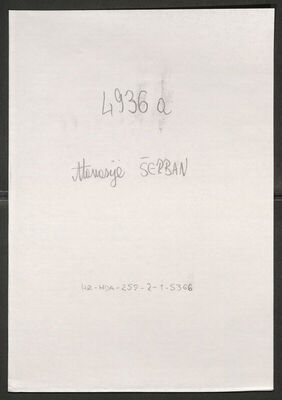 4936 a
Atanasije ŠERBAN
HR-HDA-259-2-1-5366